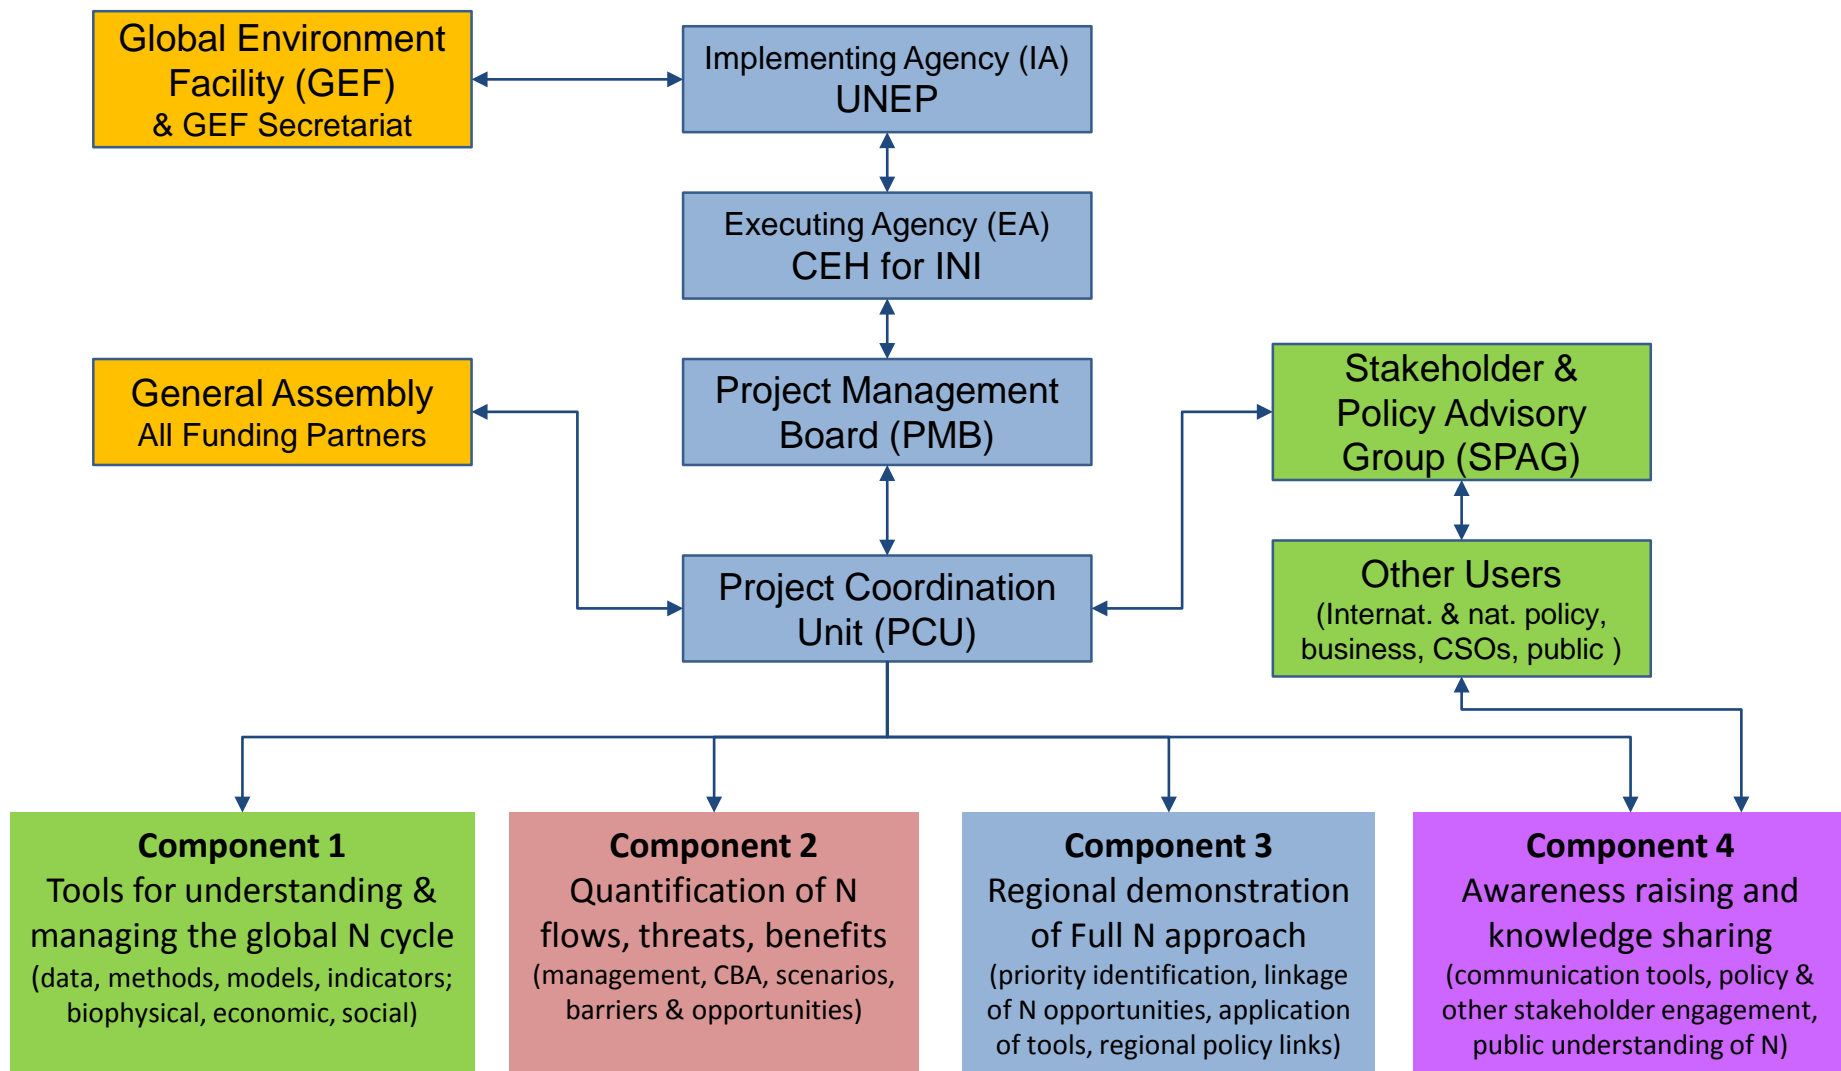 Global Environment
Facility (GEF)
& GEF Secretariat
Implementing Agency (IA)
UNEP
Executing Agency (EA)
CEH for INI
General Assembly
All Funding Partners
Project Management
Board (PMB)
Stakeholder &
Policy Advisory
Group (SPAG)
Project Coordination
Unit (PCU)
Other Users
(Internat. & nat. policy,
business, CSOs, public )
Component 1
Tools for understanding &
managing the global N cycle
(data, methods, models, indicators;
biophysical, economic, social)
Component 2
Quantification of N
flows, threats, benefits
(management, CBA, scenarios,
barriers & opportunities)
Component 3
Regional demonstration
of Full N approach
(priority identification, linkage
of N opportunities, application
of tools, regional policy links)
Component 4
Awareness raising and
knowledge sharing
(communication tools, policy &
other stakeholder engagement,
public understanding of N)